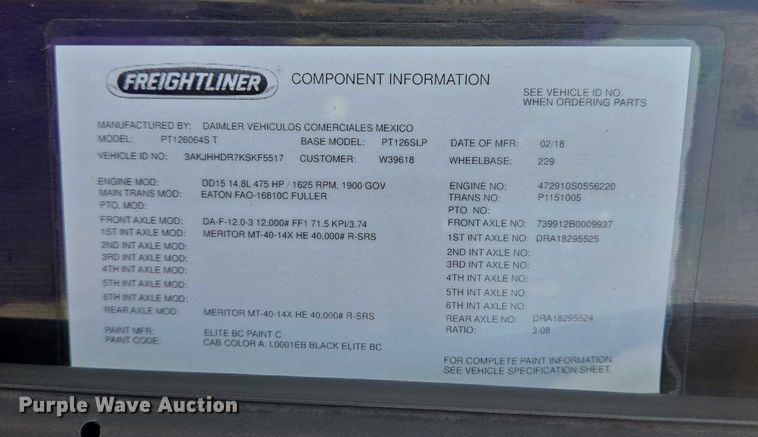 FREIGHTLINER
COMPONENT INFORMATION
SEE VEHICLE ID NO.
WHEN ORDERING PARTS
MANUFACTURED BY: DAIMLER VEHICULOS COMERCIALES MEXICO
MODEL: PT126064S T BASE MODEL: PT126SLP DATE OF MFR: 02/18
VEHICLE ID NO: 3AKJHHDR7KSKF5517 CUSTOMER: W39618 WHEELBASE: 229
ENGINE MOD: DD15 14.8L 475 HP / 1625 RPM, 1900 GOV ENGINE NO: 472910S0556220
MAIN TRANS MOD: EATON FAO-16810C FULLER TRANS NO: P1151005
PTO. MOD: PTO. NO:
FRONT AXLE MOD: DA-F-12.0-3 12,000# FF1 71.5 KPI/3.74 FRONT AXLE NO: 739912B0009937
1ST INT AXLE MOD: MERITOR MT-40-14X HE 40,000# R-SRS 1ST INT AXLE NO: DRA18295525
2ND INT AXLE MOD: 2ND INT AXLE NO:
3RD INT AXLE MOD: 3RD INT AXLE NO:
4TH INT AXLE MOD: 4TH INT AXLE NO:
5TH INT AXLE MOD: 5TH INT AXLE NO:
6TH INT AXLE MOD: 6TH INT AXLE NO:
REAR AXLE MOD: MERITOR MT-40-14X HE 40,000# R-SRS REAR AXLE NO: DRA18295524
RATIO: 3.08
PAINT MFR: ELITE BC PAINT C
PAINT CODE: CAB COLOR A: L0001EB BLACK ELITE BC
FOR COMPLETE PAINT INFORMATION
SEE VEHICLE SPECIFICATION SHEET.
Purple Wave Auction